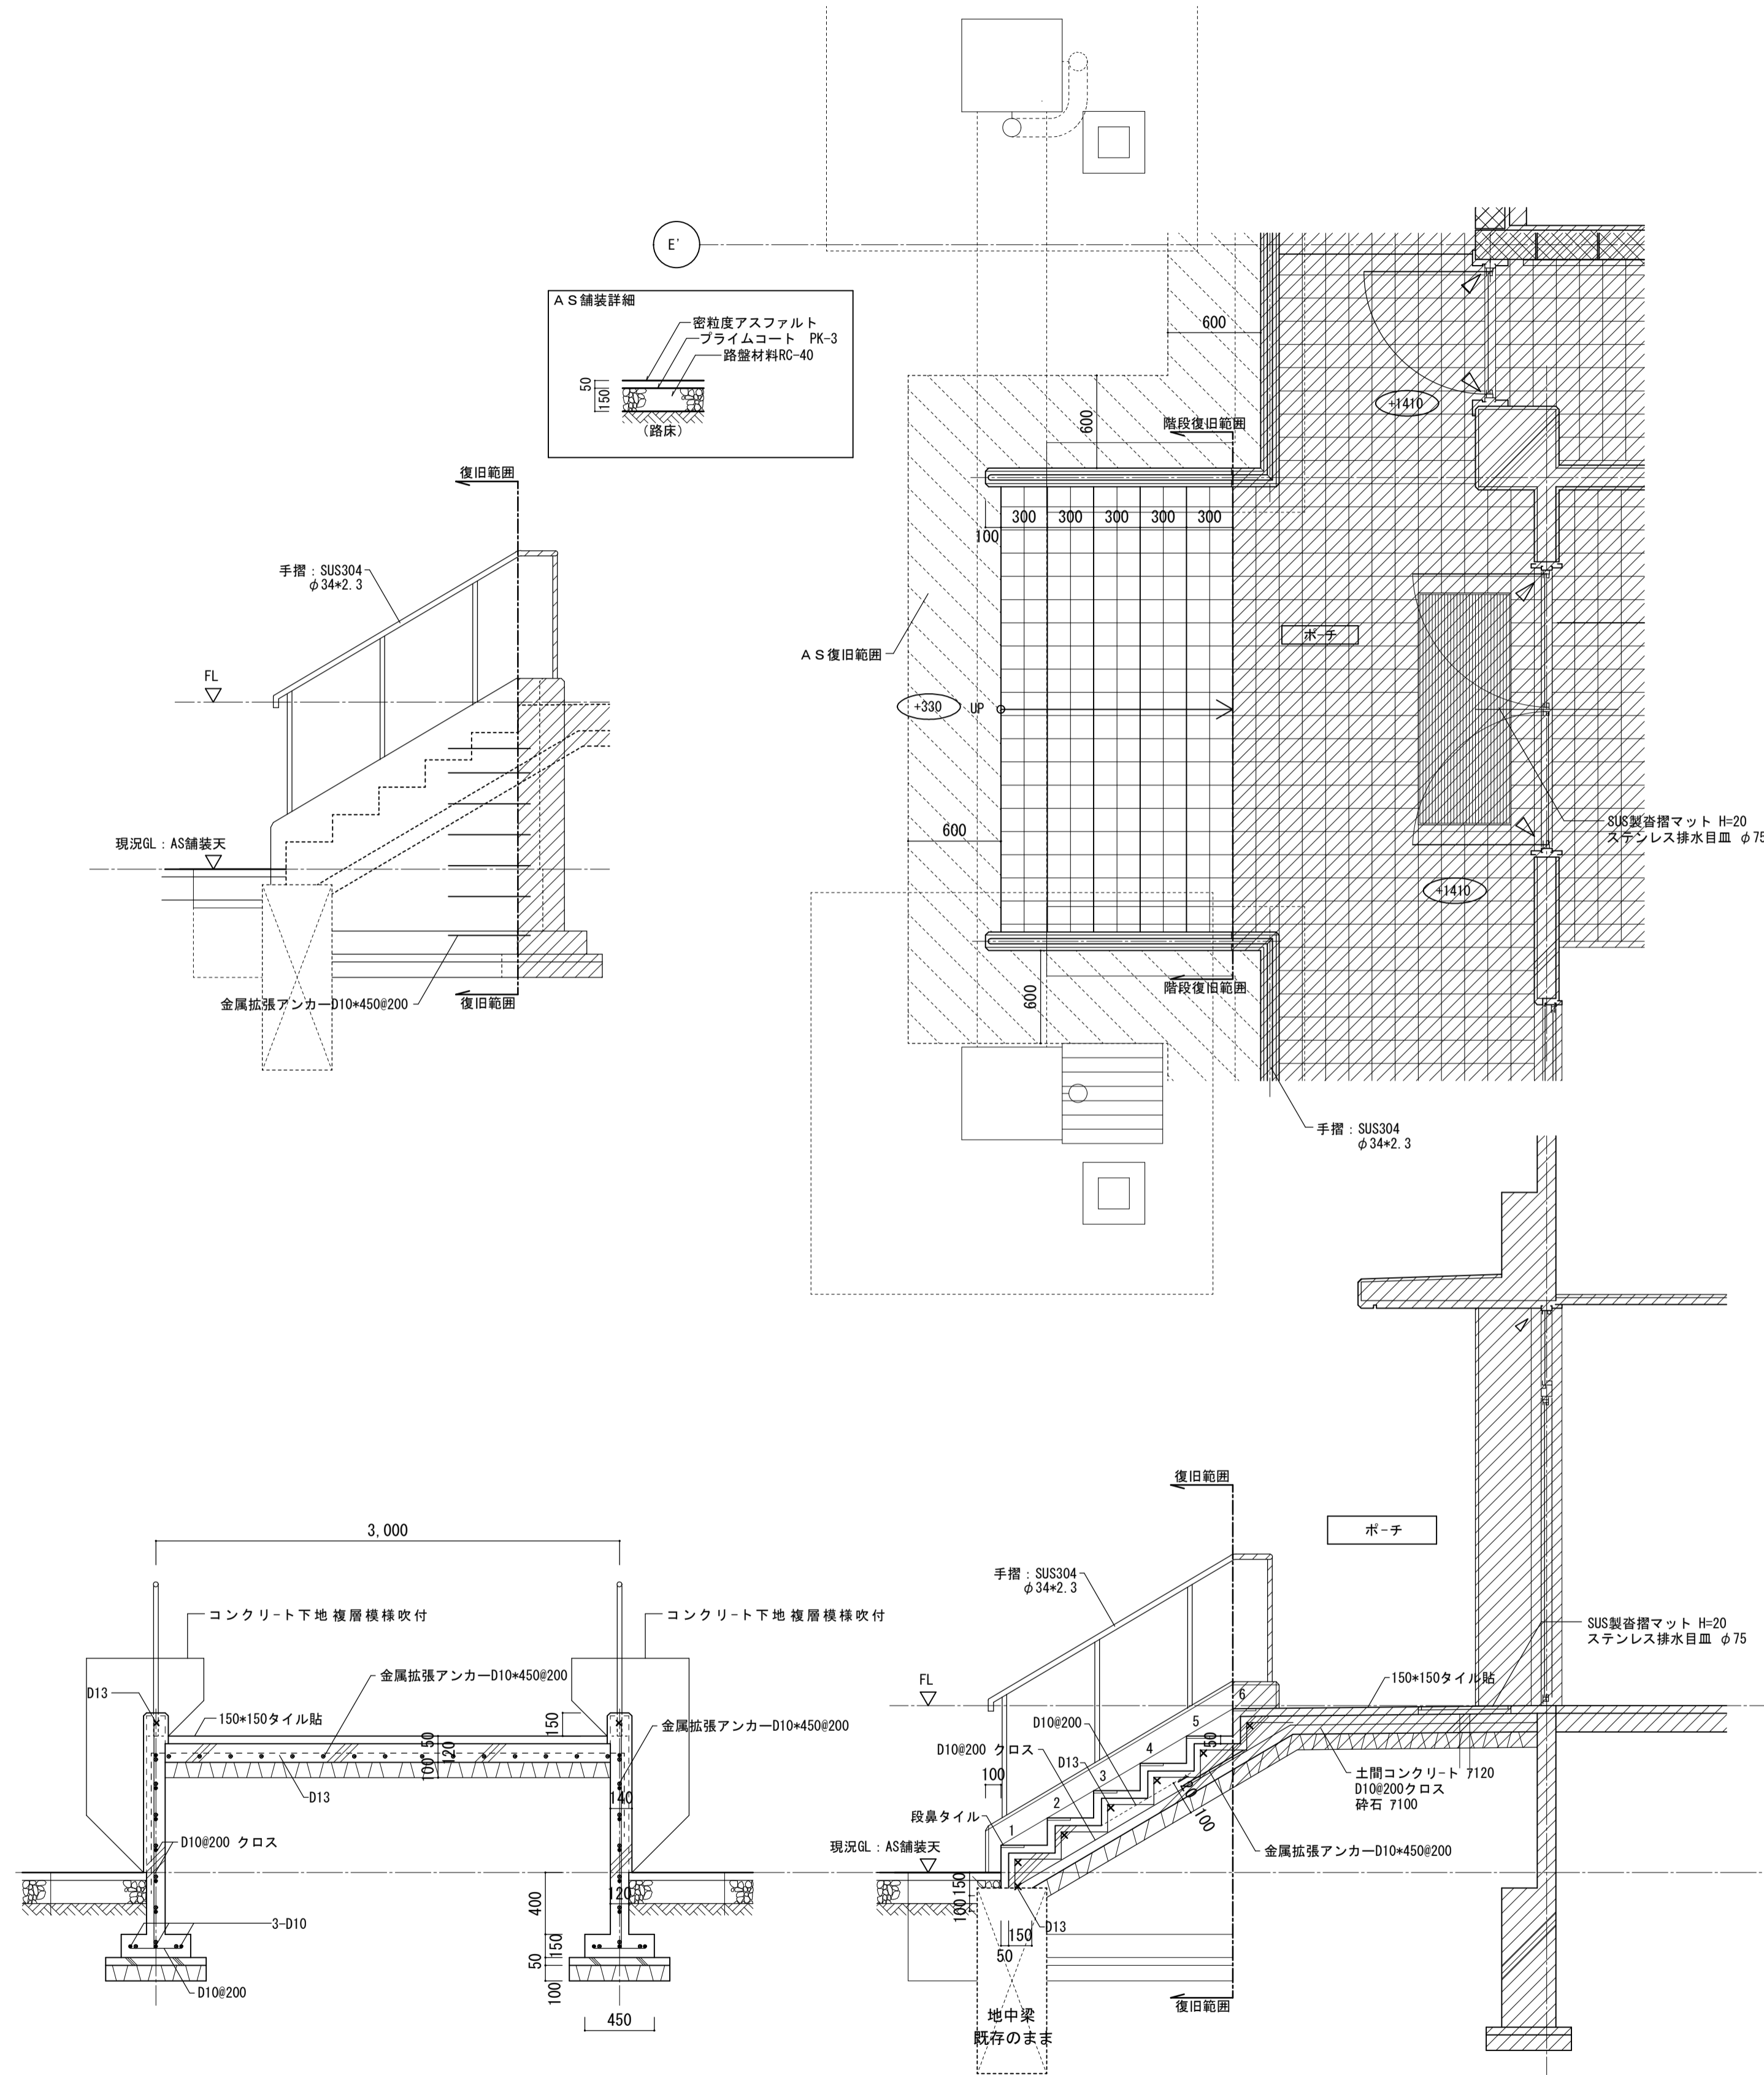 E'
ＡＳ舗装詳細
密粒度アスファルト
プライムコート PK-3
路盤材料RC-40
50
150
(路床)
600
600
+1410
階段復旧範囲
300 300 300 300 300
100
ポ-チ
ＡＳ復旧範囲
+330 UP
600
SUS製沓摺マット H=20
ステンレス排水目皿 φ75
+1410
階段復旧範囲
600
手摺：SUS304
φ34*2.3
復旧範囲
手摺：SUS304
φ34*2.3
FL
現況GL：AS舗装天
金属拡張アンカーD10*450@200
復旧範囲
3,000
コンクリ-ト下地 複層模様吹付
コンクリ-ト下地 複層模様吹付
金属拡張アンカーD10*450@200
D13
150*150タイル貼
150
金属拡張アンカーD10*450@200
50
120
100
D13
140
D10@200 クロス
120
400
3-D10
150
50
D10@200
100
450
復旧範囲
ポ-チ
手摺：SUS304
φ34*2.3
SUS製沓摺マット H=20
ステンレス排水目皿 φ75
FL
150*150タイル貼
6
5
D10@200
50
D10@200 クロス
4
D13
土間コンクリ-ト ｱ120
D10@200クロス
砕石 ｱ100
3
100
120
100
2
段鼻タイル
1
現況GL：AS舗装天
金属拡張アンカーD10*450@200
150
100
D13
150
50
復旧範囲
地中梁
既存のまま